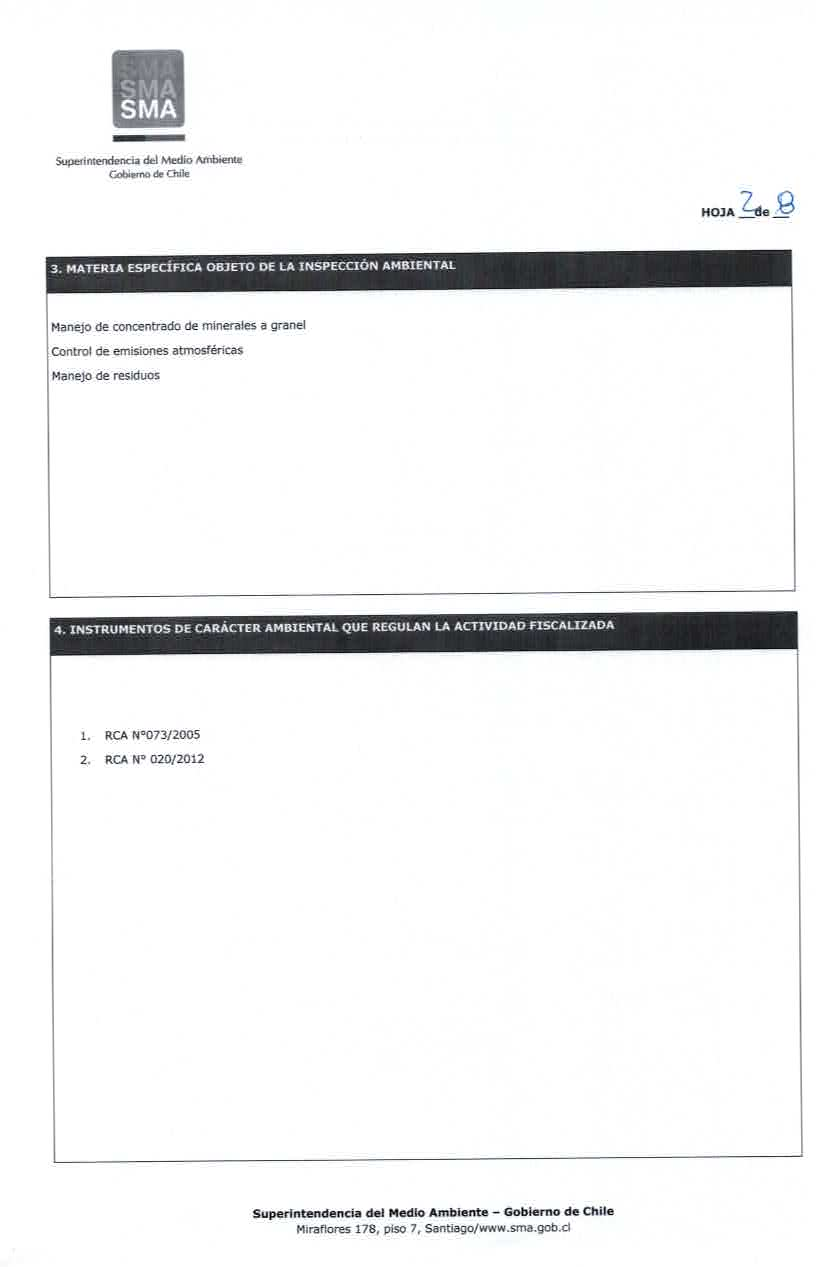 SMA
SMA
SMA
Superintendencia del Medio Ambiente
Gobierno de Chile
HOJA 2 de 8
3. MATERIA ESPECÍFICA OBJETO DE LA INSPECCIÓN AMBIENTAL
Manejo de concentrado de minerales a granel
Control de emisiones atmosféricas
Manejo de residuos
4. INSTRUMENTOS DE CARÁCTER AMBIENTAL QUE REGULAN LA ACTIVIDAD FISCALIZADA
1. RCA N°073/2005
2. RCA N° 020/2012
Superintendencia del Medio Ambiente – Gobierno de Chile
Miraflores 178, piso 7, Santiago/www.sma.gob.cl